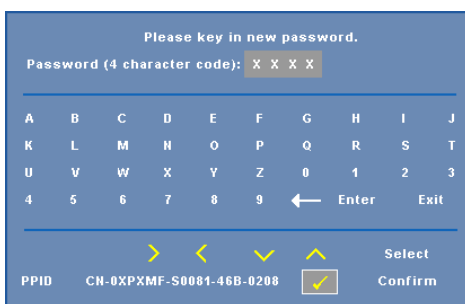 Please key in new password.
Password (4 character code): X X X X
A B C D E F G H I J
K L M N O P Q R S T
U V W X Y Z 0 1 2 3
4 5 6 7 8 9 Enter Exit
Select
PPID CN-0XPXMF-S0081-46B-0208 Confirm